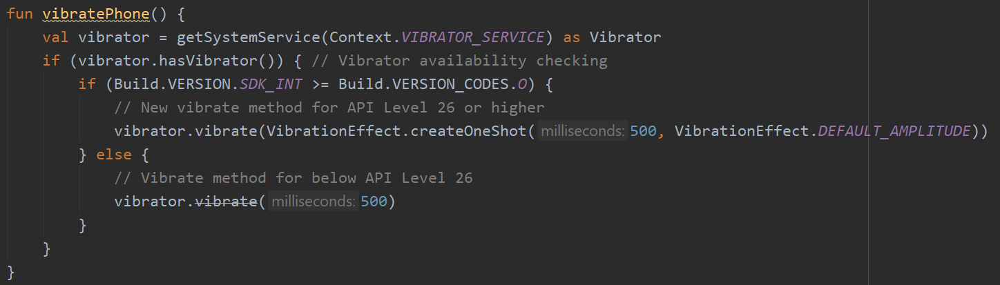 fun vibratePhone() {
val vibrator = getSystemService(Context.VIBRATOR_SERVICE) as Vibrator
if (vibrator.hasVibrator()) { // Vibrator availability checking
if (Build.VERSION.SDK_INT >= Build.VERSION_CODES.O) {
// New vibrate method for API Level 26 or higher
vibrator.vibrate(VibrationEffect.createOneShot( milliseconds: 500, VibrationEffect.DEFAULT_AMPLITUDE))
} else {
// Vibrate method for below API Level 26
vibrator.vibrate( milliseconds: 500)
}
}
}